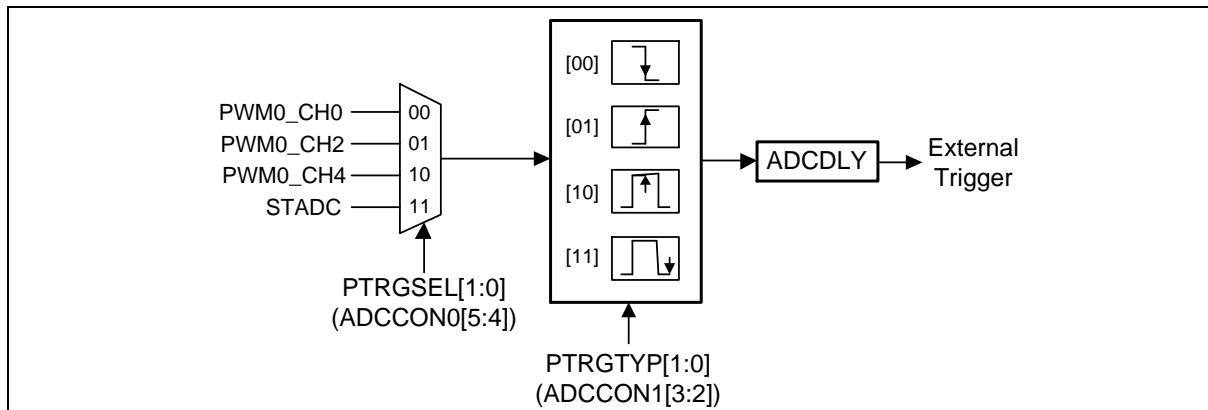 PWM0_CH0
PWM0_CH2
PWM0_CH4
STADC
00
01
10
11
PTRGSEL[1:0]
(ADCCON0[5:4])
[00]
[01]
[10]
[11]
PTRGTYP[1:0]
(ADCCON1[3:2])
ADCDLY
External
Trigger